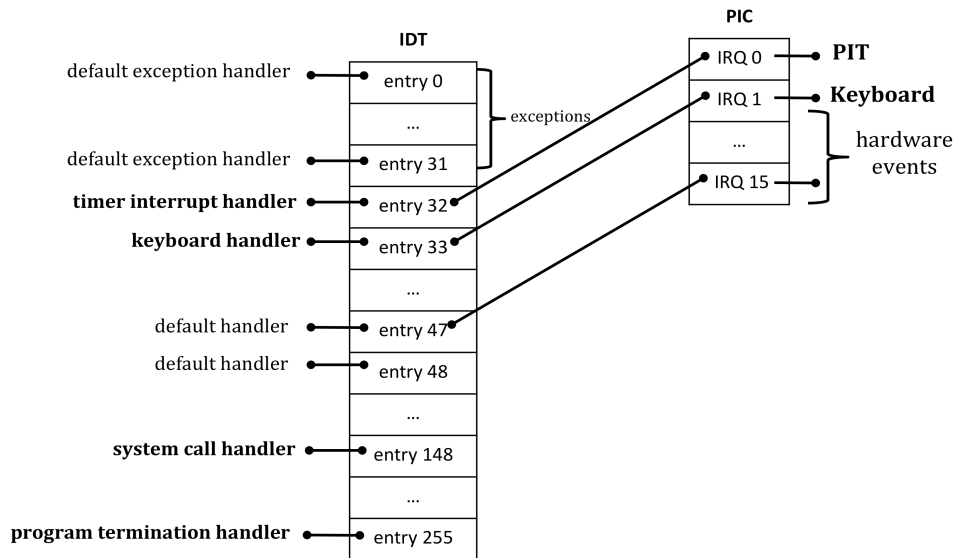 PIC
IDT
default exception handler
entry 0
IRQ 0
PIT
IRQ 1
Keyboard
...
exceptions
...
hardware
events
default exception handler
entry 31
IRQ 15
timer interrupt handler
entry 32
keyboard handler
entry 33
...
default handler
entry 47
default handler
entry 48
...
system call handler
entry 148
...
program termination handler
entry 255